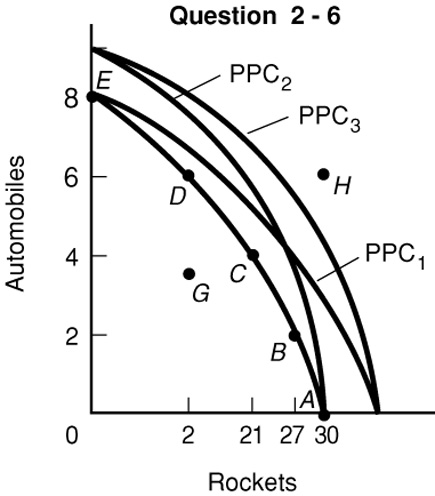 Question 2 - 6
PPC2
PPC3
PPC1
Automobiles
8
6
4
2
0
E
D
C
B
A
G
H
2
21
27
30
Rockets